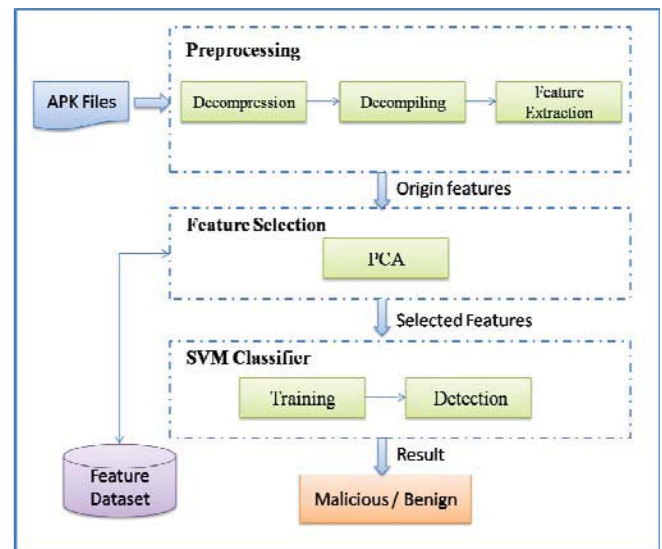 Preprocessing
APK Files
Decompression
Decompiling
Feature
Extraction
Origin features
Feature Selection
PCA
Selected Features
SVM Classifier
Training
Detection
Result
Feature
Dataset
Malicious / Benign